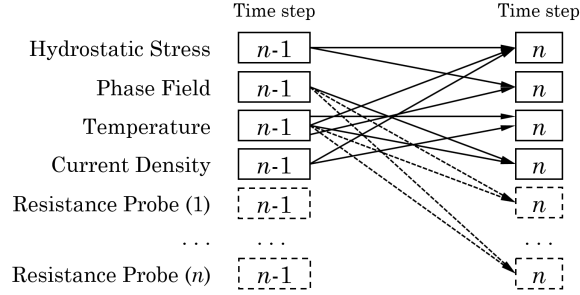 Time step Time step
Hydrostatic Stress n-1 n
Phase Field n-1 n
Temperature n-1 n
Current Density n-1 n
Resistance Probe (1) n-1 n
... ... ...
Resistance Probe (n) n-1 n